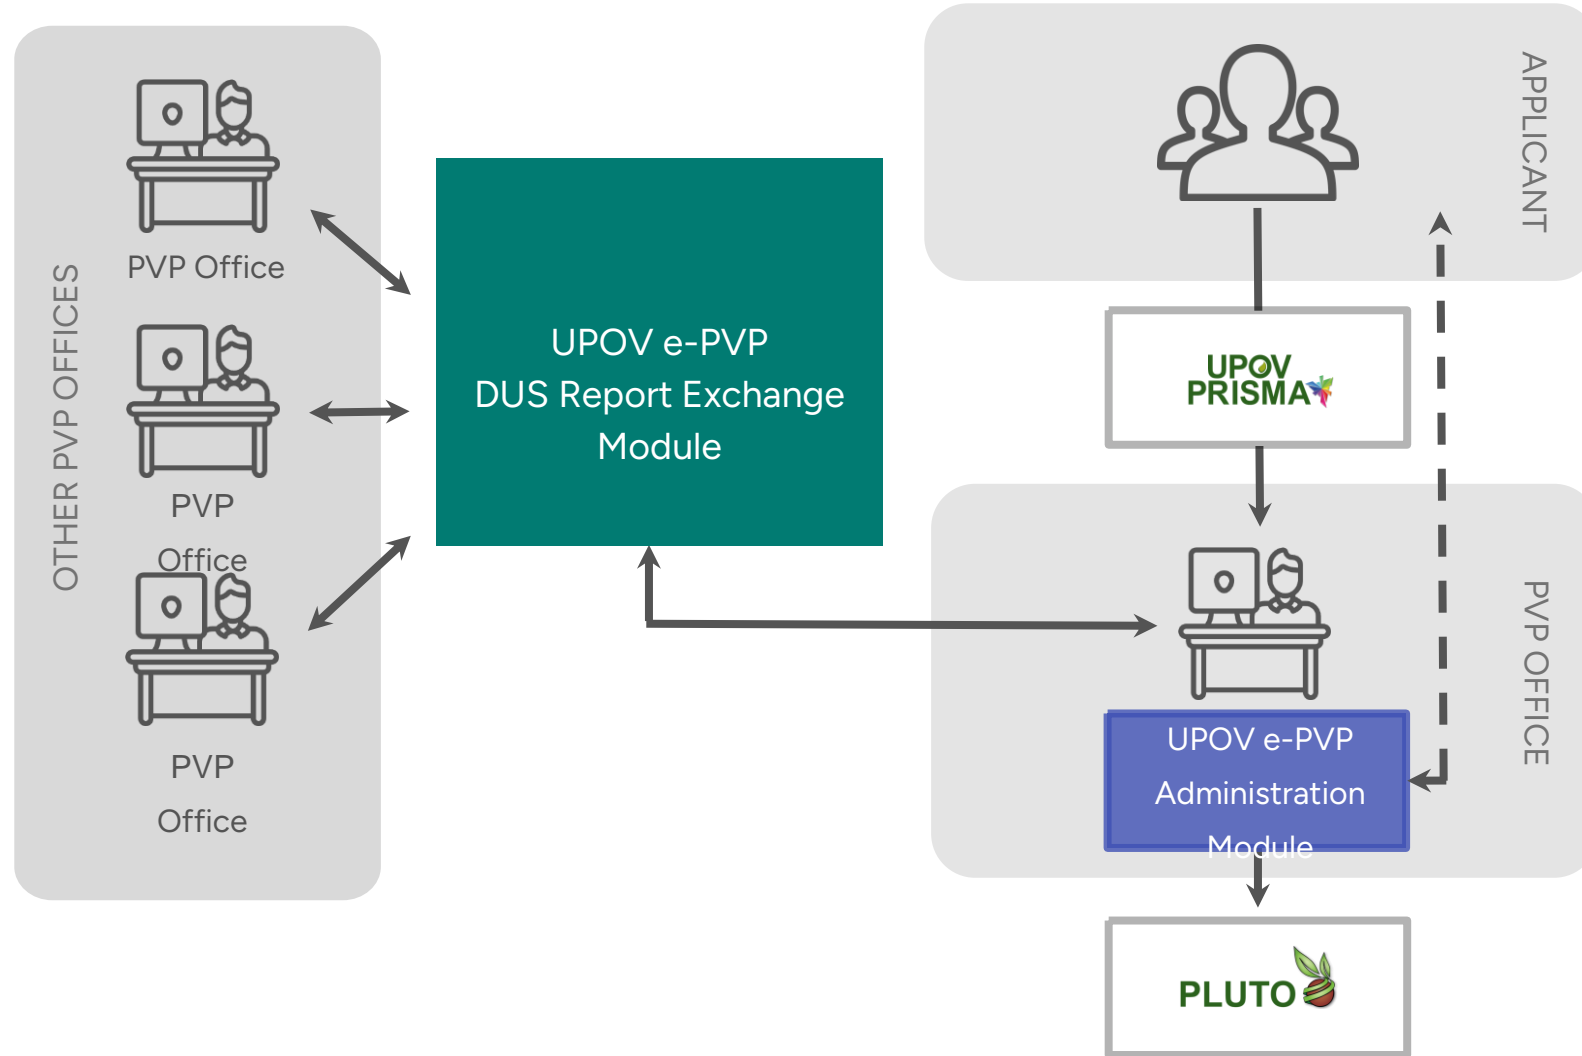 OTHER PVP OFFICES
PVP Office
PVP
Office
PVP
Office
UPOV e-PVP
DUS Report Exchange
Module
APPLICANT
UPOV
PRISMA
PVP OFFICE
UPOV e-PVP
Administration
Module
PLUTO